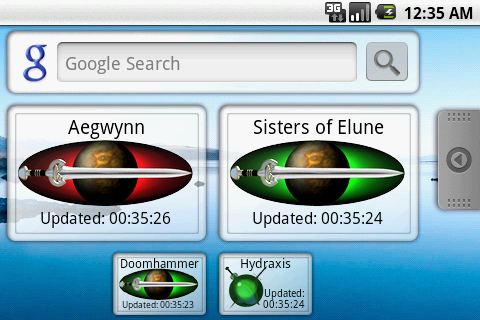 3G 12:35 AM
g Google Search
Aegwynn
Updated: 00:35:26
Sisters of Elune
Updated: 00:35:24
Doomhammer
Updated: 00:35:23
Hydraxis
Updated:
00:35:24